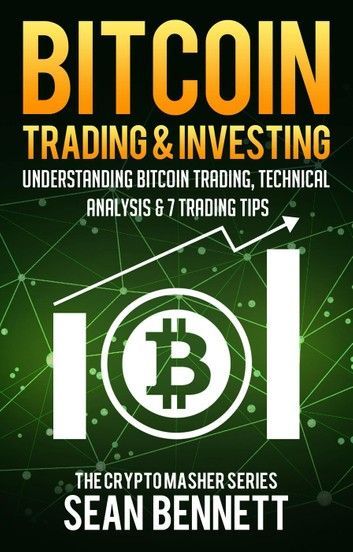 BITCOIN
TRADING & INVESTING
UNDERSTANDING BITCOIN TRADING, TECHNICAL
ANALYSIS & 7 TRADING TIPS
THE CRYPTO MASHER SERIES
SEAN BENNETT